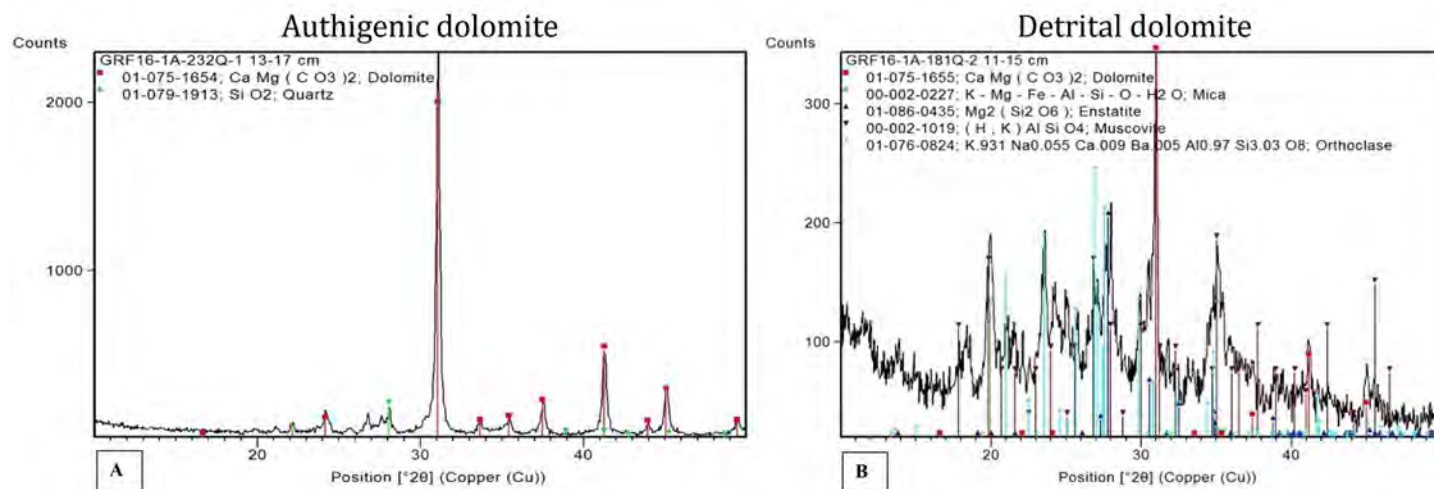 Authigenic dolomite
Counts
GRF16-1A-232Q-1 13-17 cm
01-075-1654; Ca Mg ( C O3 )2; Dolomite
01-079-1913; Si O2; Quartz
2000
1000
20
30
40
A
Position [°2θ] (Copper (Cu))
Detrital dolomite
Counts
GRF16-1A-181Q-2 11-15 cm
01-075-1655; Ca Mg ( C O3 )2; Dolomite
00-002-0227; K - Mg - Fe - Al - Si - O - H2 O; Mica
01-086-0435; Mg2 ( Si2 O6 ); Enstatite
00-002-1019; ( H , K ) Al Si O4; Muscovite
01-076-0824; K.931 Na0.055 Ca.009 Ba.005 Al0.97 Si3.03 O8; Orthoclase
300
200
100
20
30
40
B
Position [°2θ] (Copper (Cu))